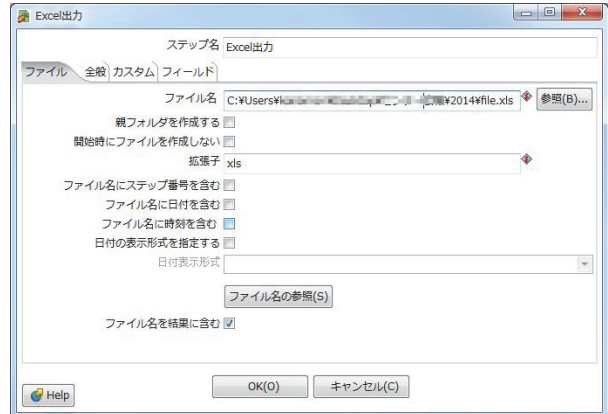 Excel出力
ステップ名 Excel出力
ファイル 全般 カスタム フィールド
ファイル名 C:¥Users¥ ¥2014¥file.xls 参照(B)...
親フォルダを作成する
開始時にファイルを作成しない
拡張子 xls
ファイル名にステップ番号を含む
ファイル名に日付を含む
ファイル名に時刻を含む
日付の表示形式を指定する
日付表示形式
ファイル名の参照(S)
ファイル名を結果に含む
Help OK(O) キャンセル(C)